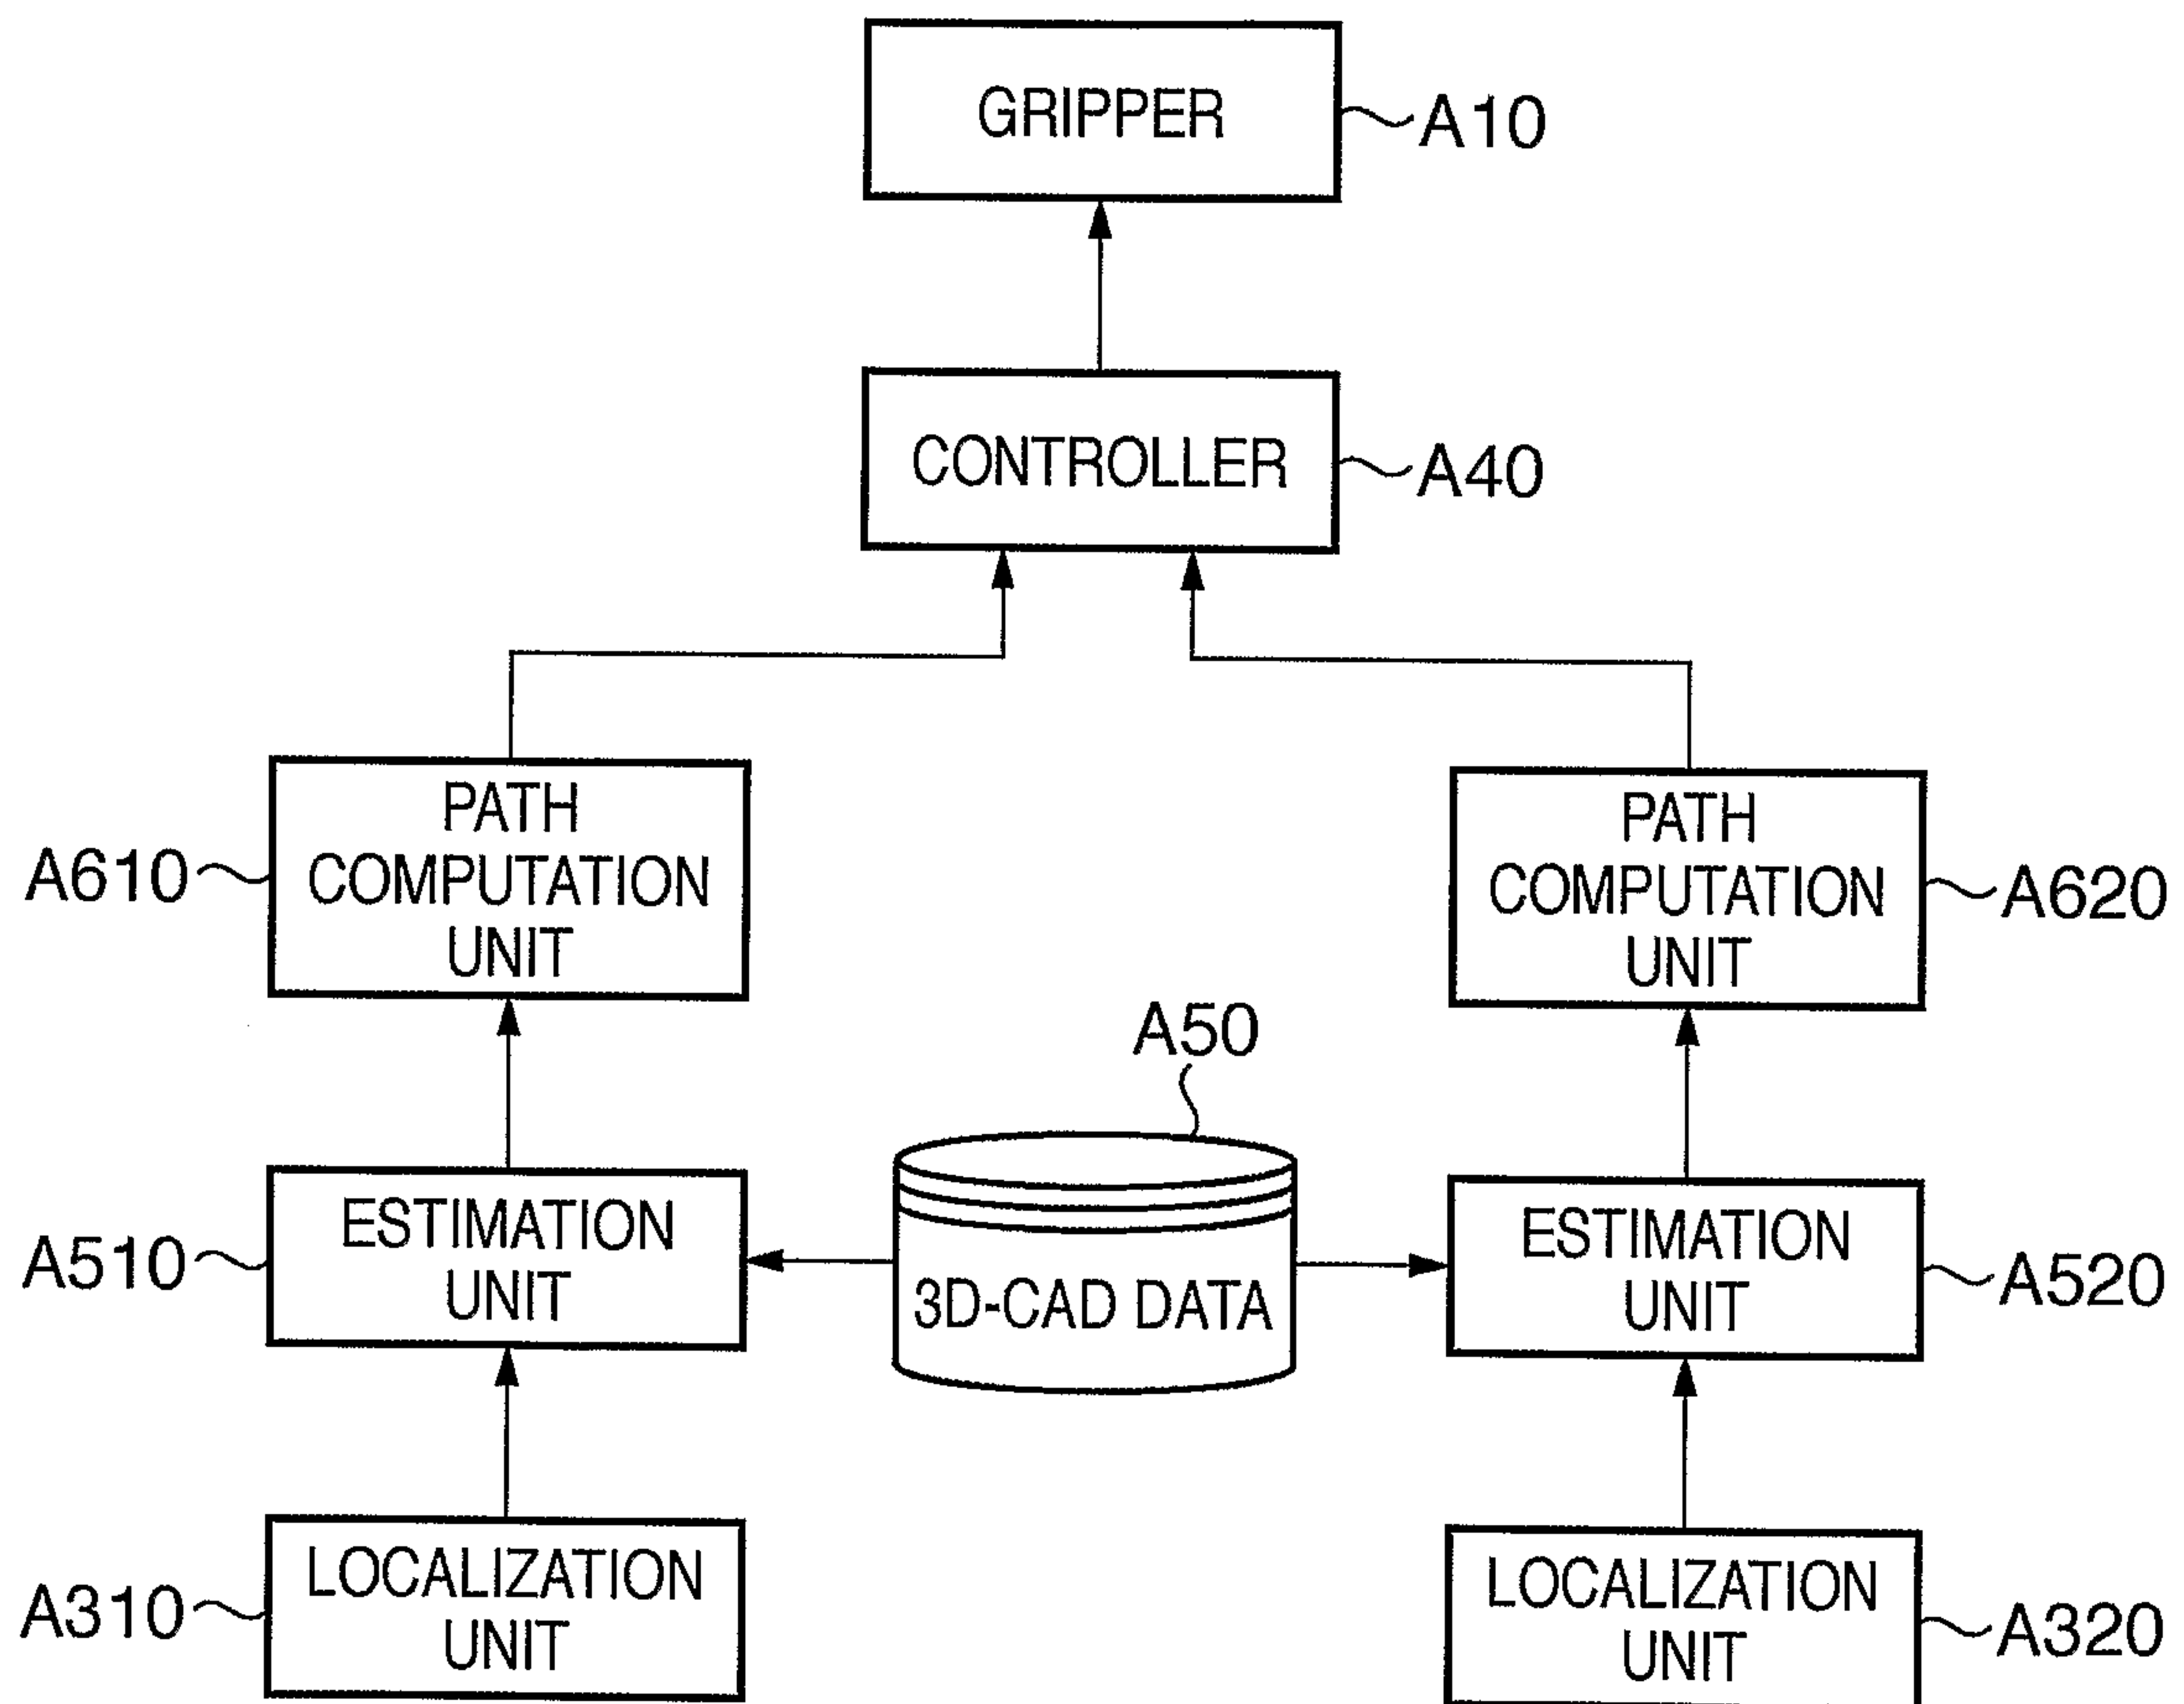 GRIPPER
A10
CONTROLLER
A40
PATH
COMPUTATION
UNIT
A610
PATH
COMPUTATION
UNIT
A620
A50
ESTIMATION
UNIT
A510
3D-CAD DATA
ESTIMATION
UNIT
A520
LOCALIZATION
UNIT
A310
LOCALIZATION
UNIT
A320